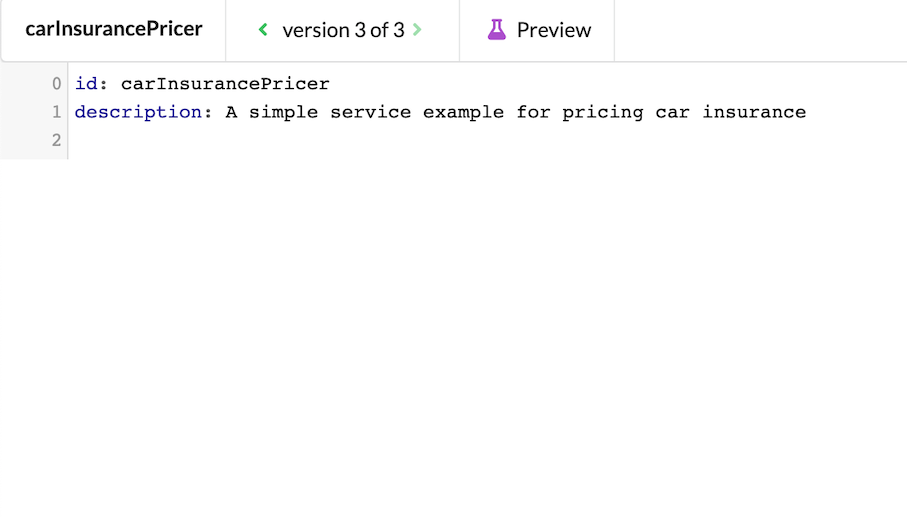 carInsurancePricer version 3 of 3 Preview
0 id: carInsurancePricer
1 description: A simple service example for pricing car insurance
2